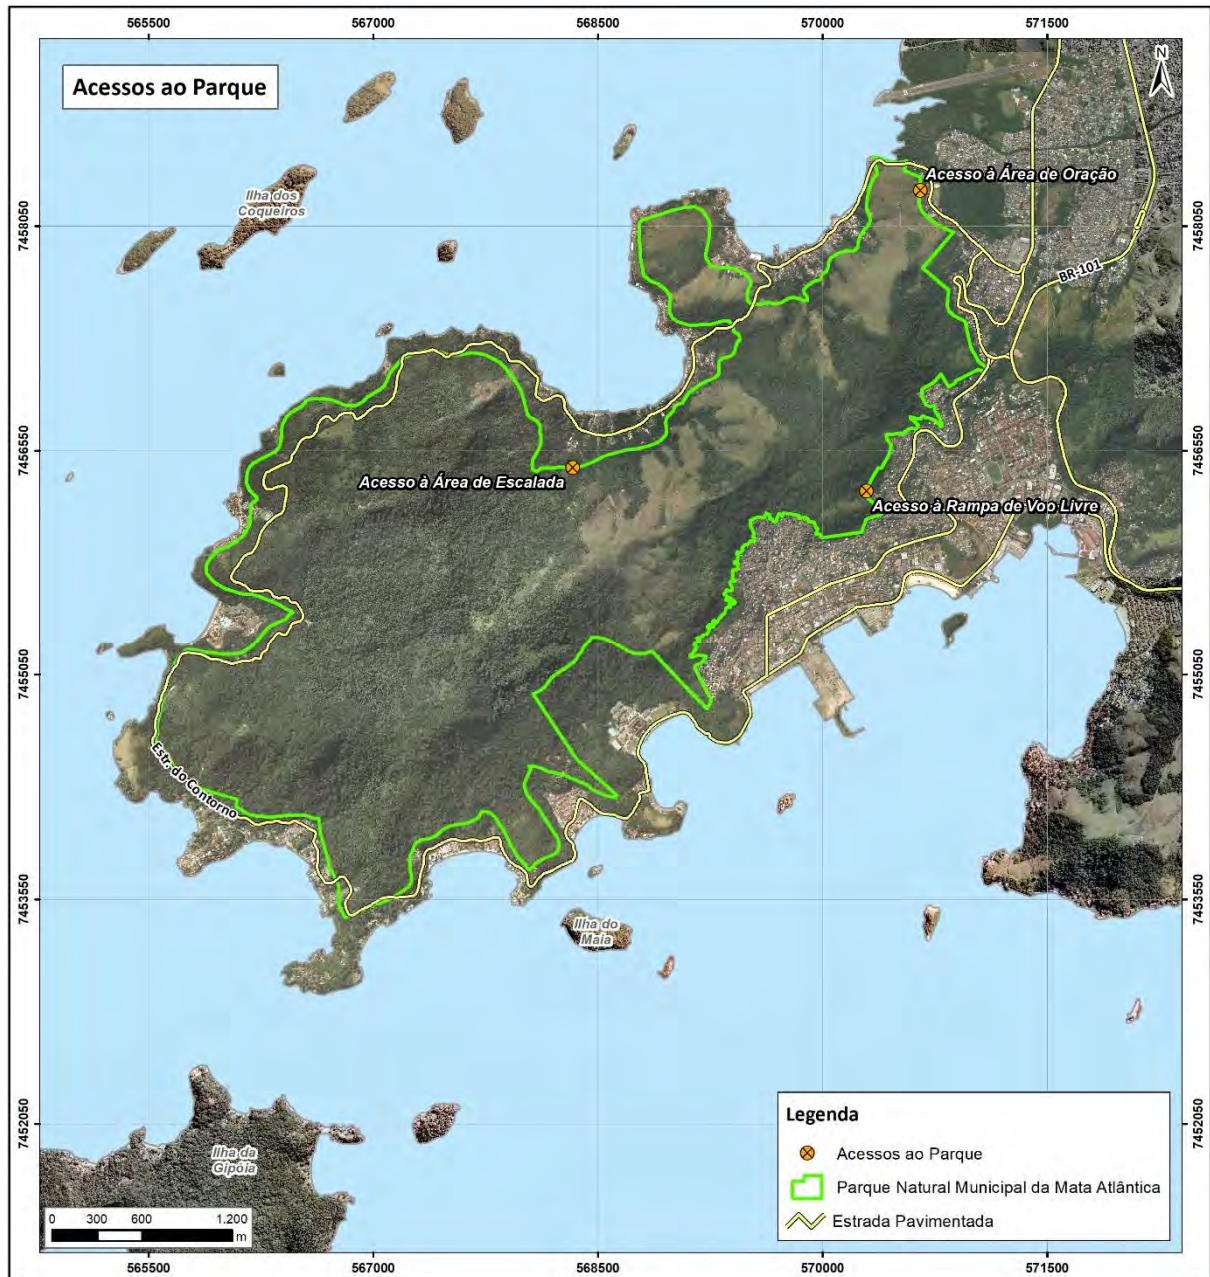 565500 567000 568500 570000 571500
Acessos ao Parque
N
Acesso à Área de Oração
Ilha dos
Coqueiros
7458050 7458050
BR-101
7456550 7456550
Acesso à Área de Escalada
Acesso à Rampa de Voo Livre
7455050 7455050
Estr. do Contorno
7453550 7453550
Ilha do
Maia
7452050 7452050
Ilha da
Gipóia
Legenda
Acessos ao Parque
Parque Natural Municipal da Mata Atlântica
Estrada Pavimentada
0 300 600 1.200
m
565500 567000 568500 570000 571500